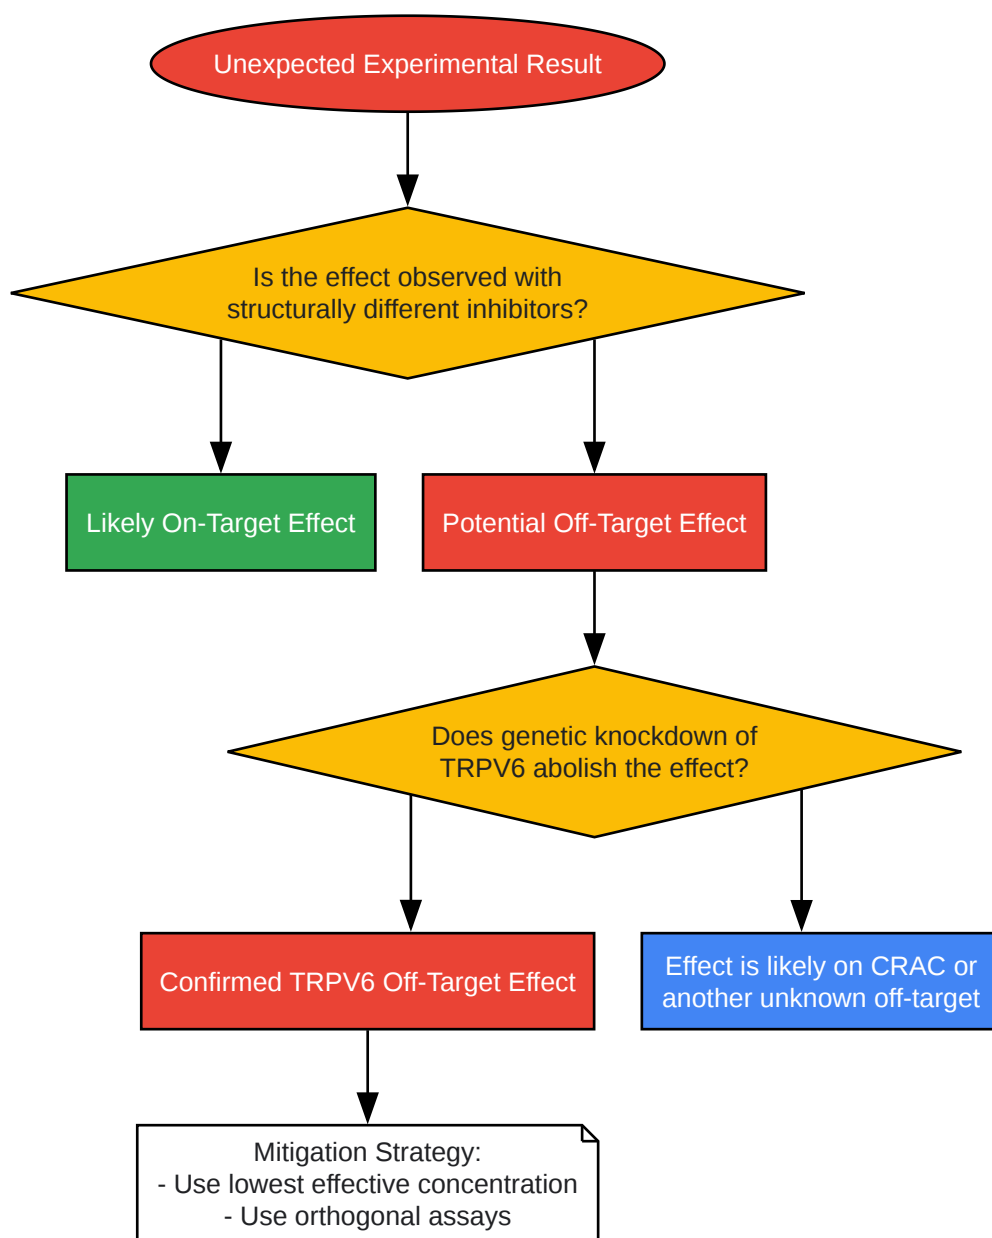 Unexpected Experimental Result
Is the effect observed with
structurally different inhibitors?
Likely On-Target Effect
Potential Off-Target Effect
Does genetic knockdown of
TRPV6 abolish the effect?
Confirmed TRPV6 Off-Target Effect
Effect is likely on CRAC or
another unknown off-target
Mitigation Strategy:
- Use lowest effective concentration
- Use orthogonal assays